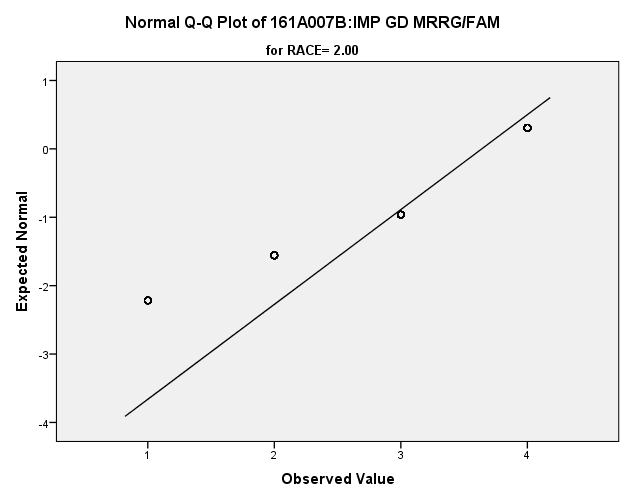 Normal Q-Q Plot of 161A007B:IMP GD MRRG/FAM
for RACE= 2.00
Expected Normal
1
0
-1
-2
-3
-4
1 2 3 4
Observed Value